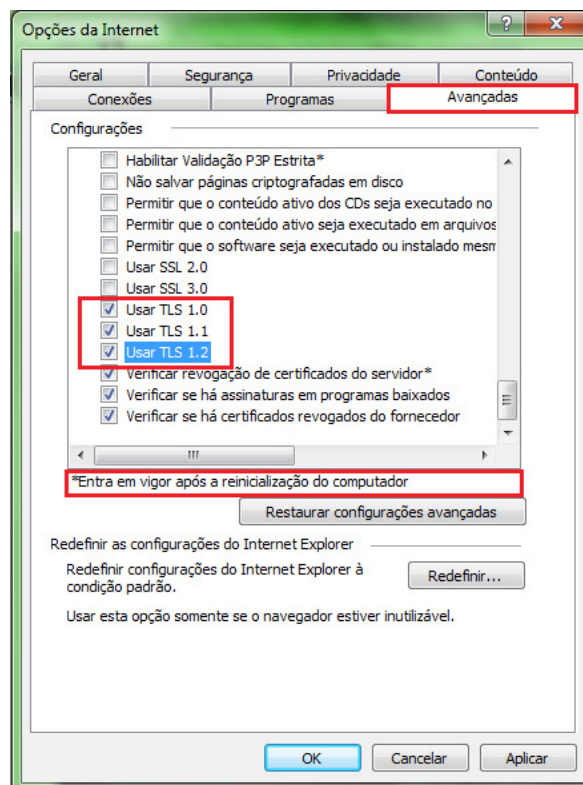 Opções da Internet
Geral Segurança Privacidade Conteúdo
Conexões Programas Avançadas
Configurações
Habilitar Validação P3P Estrita*
Não salvar páginas criptografadas em disco
Permitir que o conteúdo ativo dos CDs seja executado no
Permitir que o conteúdo ativo seja executado em arquivos
Permitir que o software seja executado ou instalado mesm
Usar SSL 2.0
Usar SSL 3.0
Usar TLS 1.0
Usar TLS 1.1
Usar TLS 1.2
Verificar revogação de certificados do servidor*
Verificar se há assinaturas em programas baixados
Verificar se há certificados revogados do fornecedor
*Entra em vigor após a reinicialização do computador
Restaurar configurações avançadas
Redefinir as configurações do Internet Explorer
Redefinir configurações do Internet Explorer à
condição padrão.
Redefinir...
Usar esta opção somente se o navegador estiver inutilizável.
OK Cancelar Aplicar